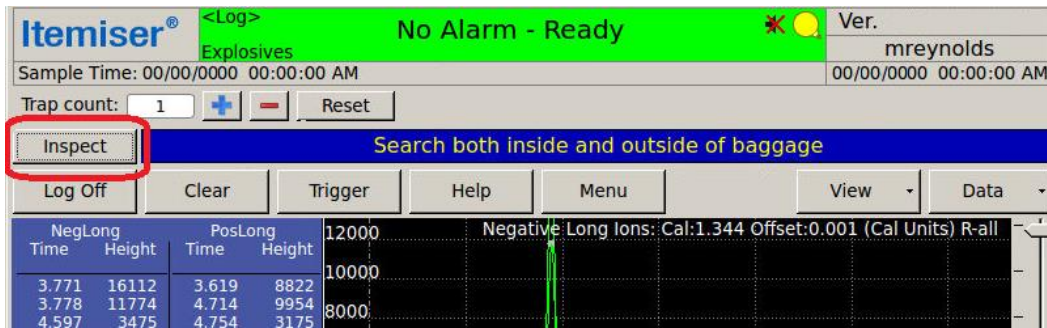 Itemiser®
<Log>
No Alarm - Ready
Explosives
Ver.
mreynolds
Sample Time: 00/00/0000 00:00:00 AM
00/00/0000 00:00:00 AM
Trap count: 1 Reset
Inspect
Search both inside and outside of baggage
Log Off Clear Trigger Help Menu View Data
NegLong PosLong
Time Height Time Height
3.771 16112 3.619 8822
3.778 11774 4.714 9954
4.597 3475 4.754 3175
12000
Negative Long Ions: Cal:1.344 Offset:0.001 (Cal Units) R-all
10000
8000